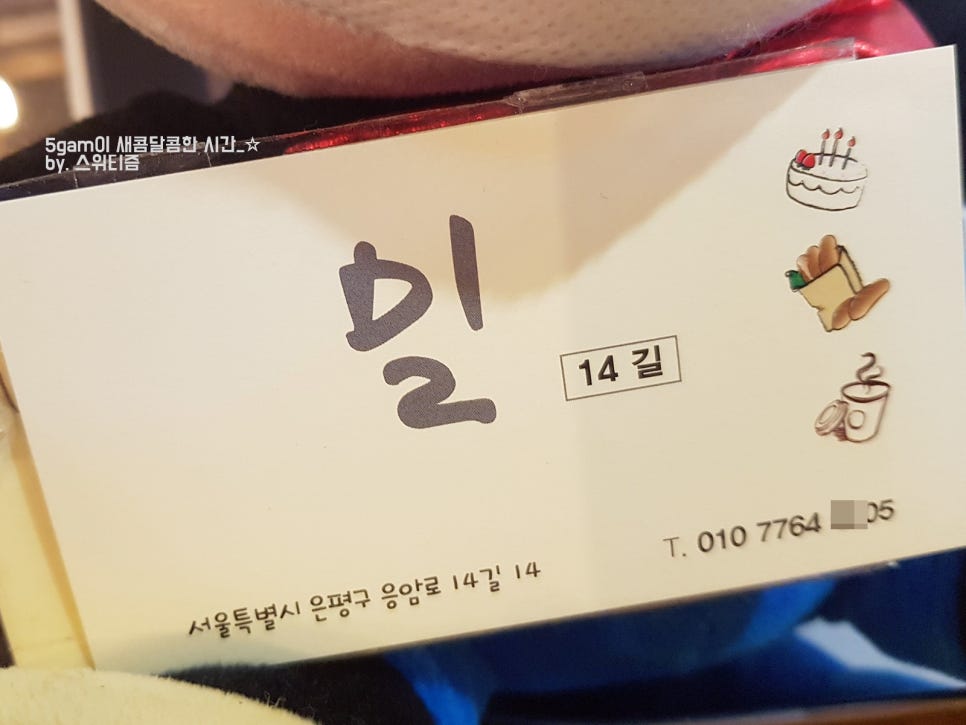 5gam이 새콤달콤한 시간_☆
by. 스위티즘
밀
14 길
T. 010 7764 05
서울특별시 은평구 응암로 14길 14